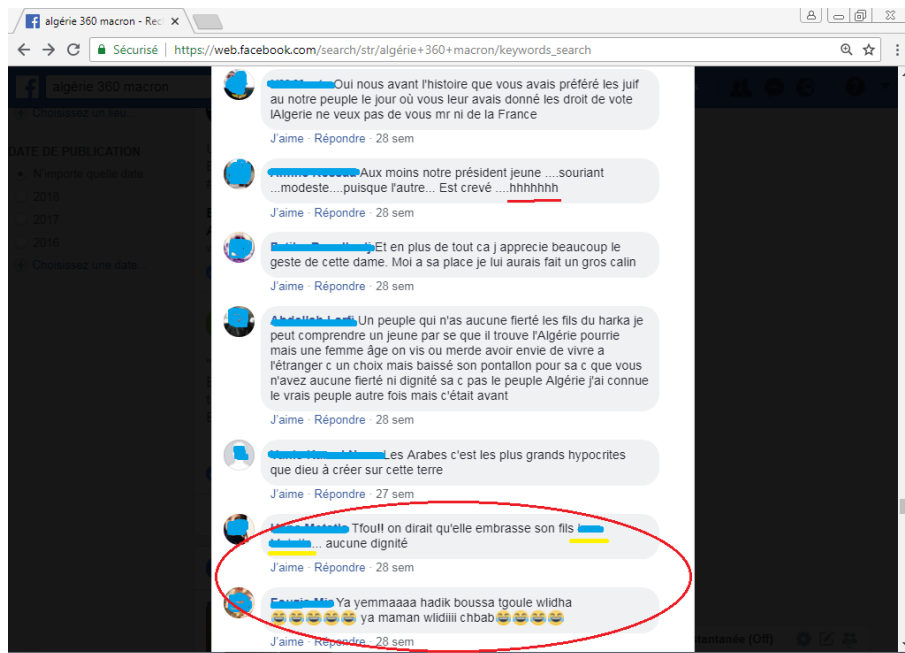 algérie 360 macron - Rec
Sécurisé
https://web.facebook.com/search/str/algérie+360+macron/keywords_search
algérie 360 macron
Choisissez un lieu...
DATE DE PUBLICATION
N'importe quelle date
2018
2017
2016
Choisissez une date...
Oui nous avant l'histoire que vous avais préféré les juif
au notre peuple le jour où vous leur avais donné les droit de vote
lAlgerie ne veux pas de vous mr ni de la France
J'aime · Répondre · 28 sem
Aux moins notre président jeune ....souriant
...modeste....puisque l'autre... Est crevé ....hhhhhhh
J'aime · Répondre · 28 sem
Et en plus de tout ca j apprecie beaucoup le
geste de cette dame. Moi a sa place je lui aurais fait un gros calin
J'aime · Répondre · 28 sem
Un peuple qui n'as aucune fierté les fils du harka je
peut comprendre un jeune par se que il trouve l'Algérie pourrie
mais une femme âge on vis ou merde avoir envie de vivre a
l'étranger c un choix mais baissé son pontallon pour sa c que vous
n'avez aucune fierté ni dignité sa c pas le peuple Algérie j'ai connue
le vrais peuple autre fois mais c'était avant
J'aime · Répondre · 28 sem
Les Arabes c'est les plus grands hypocrites
que dieu à créer sur cette terre
J'aime · Répondre · 27 sem
Tfou!! on dirait qu'elle embrasse son fils
... aucune dignité
J'aime · Répondre · 28 sem
Ya yemmaaaa hadik boussa tgoule wlidha
😂😂😂😂😂 ya maman wlidiiii chbab😂😂😂😂
J'aime · Répondre · 28 sem
instantanée (Off)